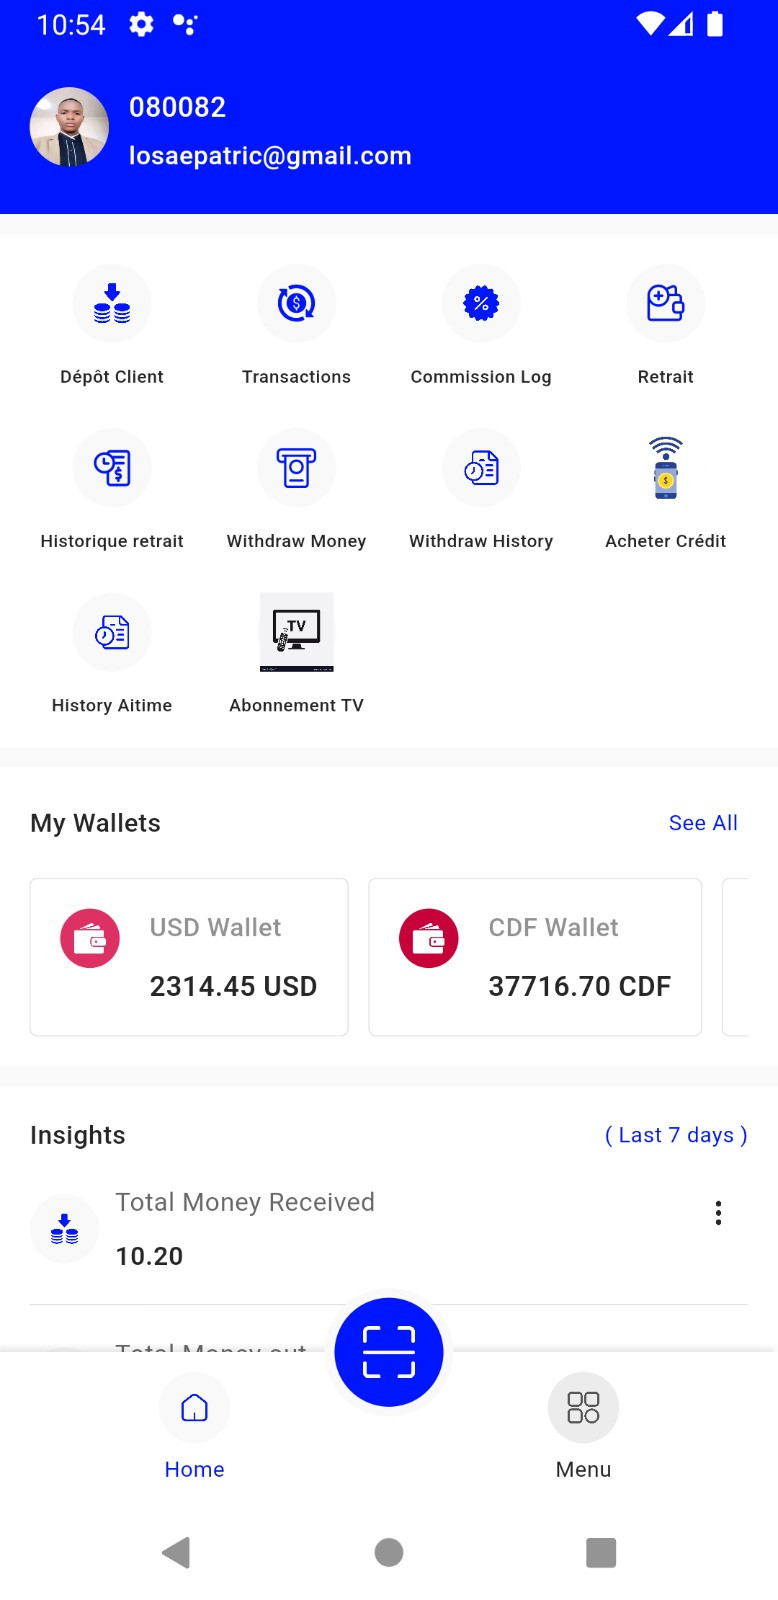 10:54
080082
losaepatric@gmail.com
Dépôt Client
Transactions
Commission Log
Retrait
Historique retrait
Withdraw Money
Withdraw History
Acheter Crédit
TV
History Aitime
Abonnement TV
My Wallets
See All
USD Wallet
2314.45 USD
CDF Wallet
37716.70 CDF
Insights
( Last 7 days )
Total Money Received
10.20
Total Money out
Home
Menu